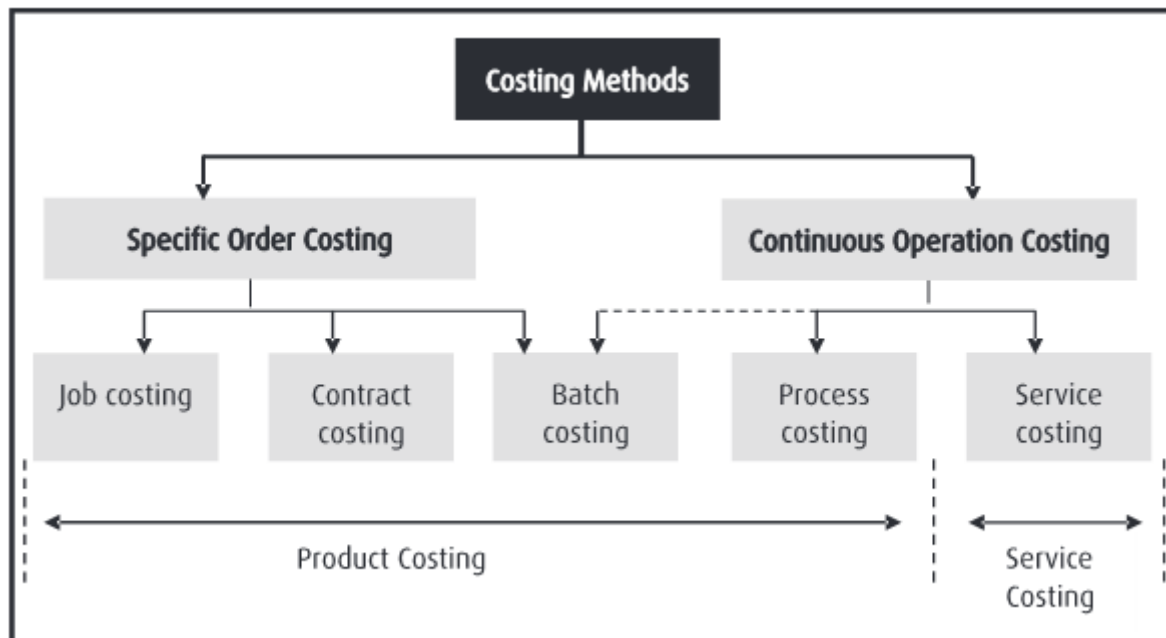 Costing Methods
Specific Order Costing
Continuous Operation Costing
Job costing
Contract
costing
Batch
costing
Process
costing
Service
costing
Product Costing
Service
Costing